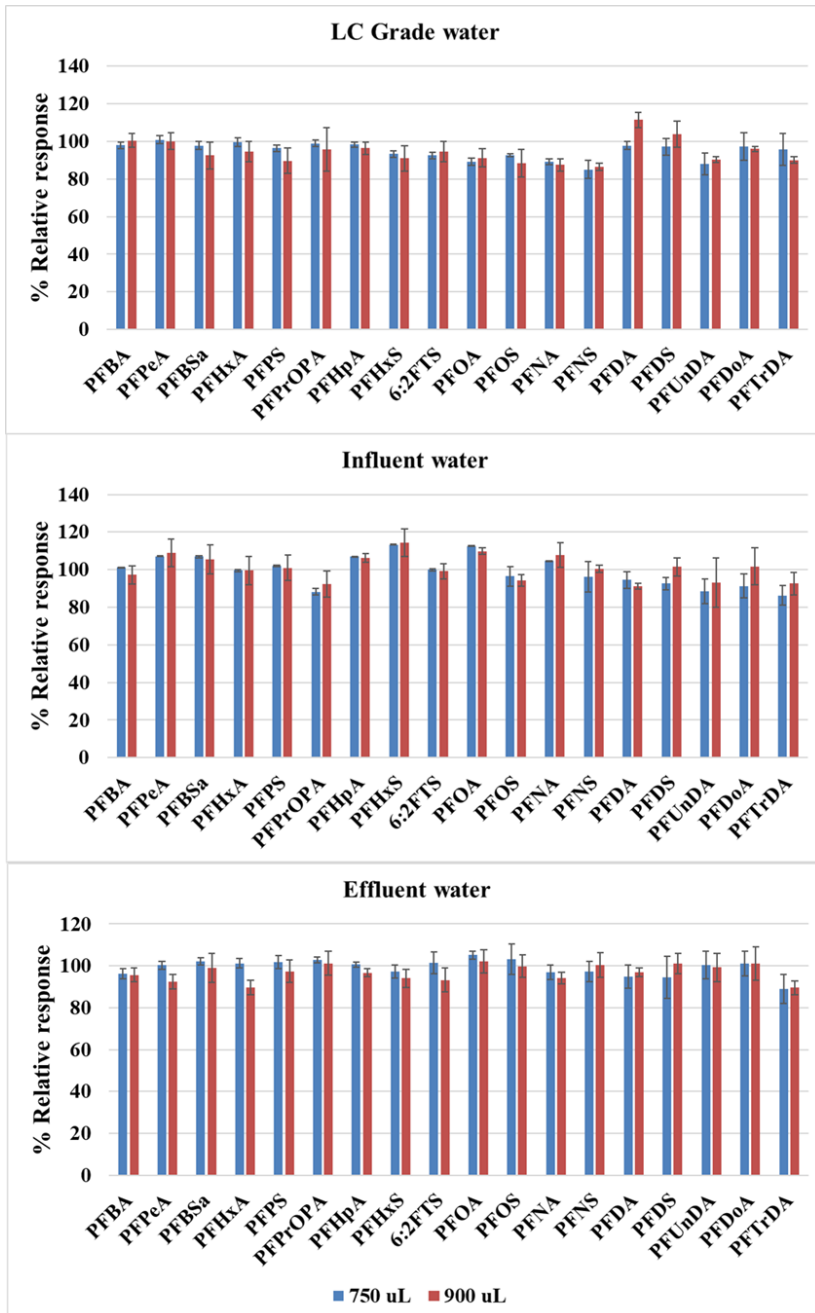 LC Grade water
% Relative response
140
120
100
80
60
40
20
0
PFBA PFPeA PFBSa PFHxA PFPS PFPrOPA PFHpA PFHxS 6:2FTS PFOA PFOS PFNA PFNS PFDA PFDS PFUnDA PFDoA PFTrDA
Influent water
% Relative response
140
120
100
80
60
40
20
0
PFBA PFPeA PFBSa PFHxA PFPS PFPrOPA PFHpA PFHxS 6:2FTS PFOA PFOS PFNA PFNS PFDA PFDS PFUnDA PFDoA PFTrDA
Effluent water
% Relative response
120
100
80
60
40
20
0
PFBA PFPeA PFBSa PFHxA PFPS PFPrOPA PFHpA PFHxS 6:2FTS PFOA PFOS PFNA PFNS PFDA PFDS PFUnDA PFDoA PFTrDA
750 uL 900 uL